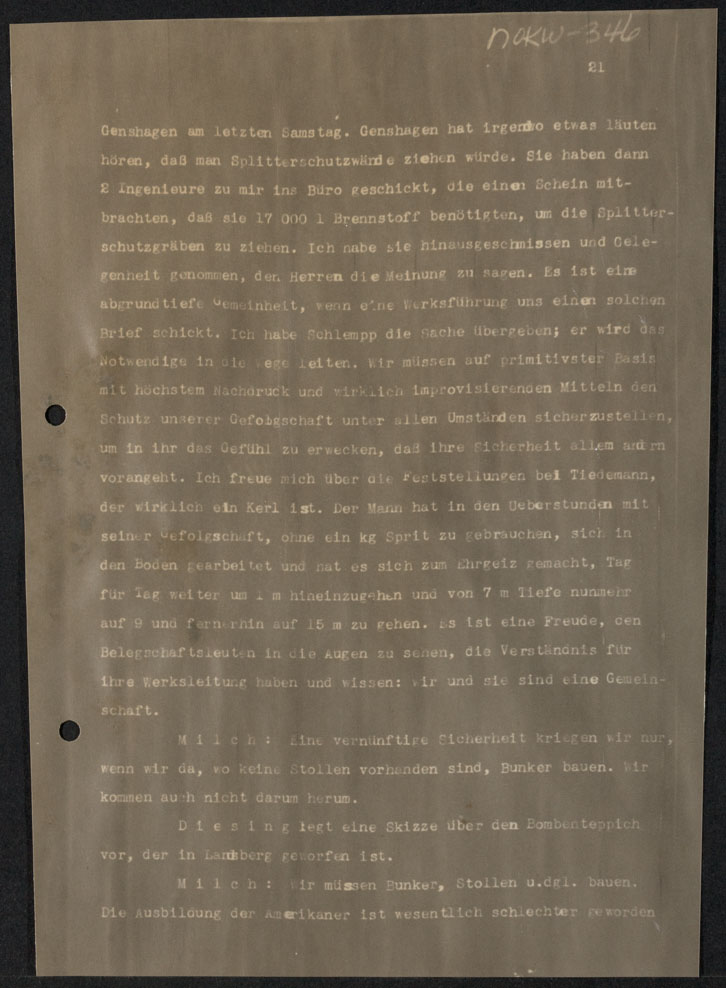 NOKW-346
21
Genshagen am letzten Samstag. Genshagen hat irgendwo etwas läuten
hören, daß man Splitterschutzwände ziehen würde. Sie haben dann
2 Ingenieure zu mir ins Büro geschickt, die einen Schein mit-
brachten, daß sie 17 000 l Brennstoff benötigten, um die Splitter-
schutzgräben zu ziehen. Ich habe sie hinausgeschmissen und Gele-
genheit genommen, den Herren die Meinung zu sagen. Es ist eine
abgrundtiefe Gemeinheit, wenn eine Werksführung uns einen solchen
Brief schickt. Ich habe Schlempp die Sache übergeben; er wird das
Notwendige in die Wege leiten. Wir müssen auf primitivster Basis
mit höchstem Nachdruck und wirklich improvisierenden Mitteln den
Schutz unserer Gefolgschaft unter allen Umständen sicherzustellen,
um in ihr das Gefühl zu erwecken, daß ihre Sicherheit allem andern
vorangeht. Ich freue mich über die Feststellungen bei Tiedemann,
der wirklich ein Kerl ist. Der Mann hat in den Ueberstunden mit
seiner Gefolgschaft, ohne ein kg Sprit zu gebrauchen, sich in
den Boden gearbeitet und hat es sich zum Ehrgeiz gemacht, Tag
für Tag weiter um 1 m hineinzugehen und von 7 m Tiefe nunmehr
auf 9 und fernerhin auf 15 m zu gehen. Es ist eine Freude, den
Belegschaftsleuten in die Augen zu sehen, die Verständnis für
ihre Werksleitung haben und wissen: wir und sie sind eine Gemein-
schaft.
M i l c h : Eine vernünftige Sicherheit kriegen wir nur,
wenn wir da, wo keine Stollen vorhanden sind, Bunker bauen. Wir
kommen auch nicht darum herum.
D i e s i n g legt eine Skizze über den Bombenteppich
vor, der in Landsberg geworfen ist.
M i l c h : Wir müssen Bunker, Stollen u.dgl. bauen.
Die Ausbildung der Amerikaner ist wesentlich schlechter geworden